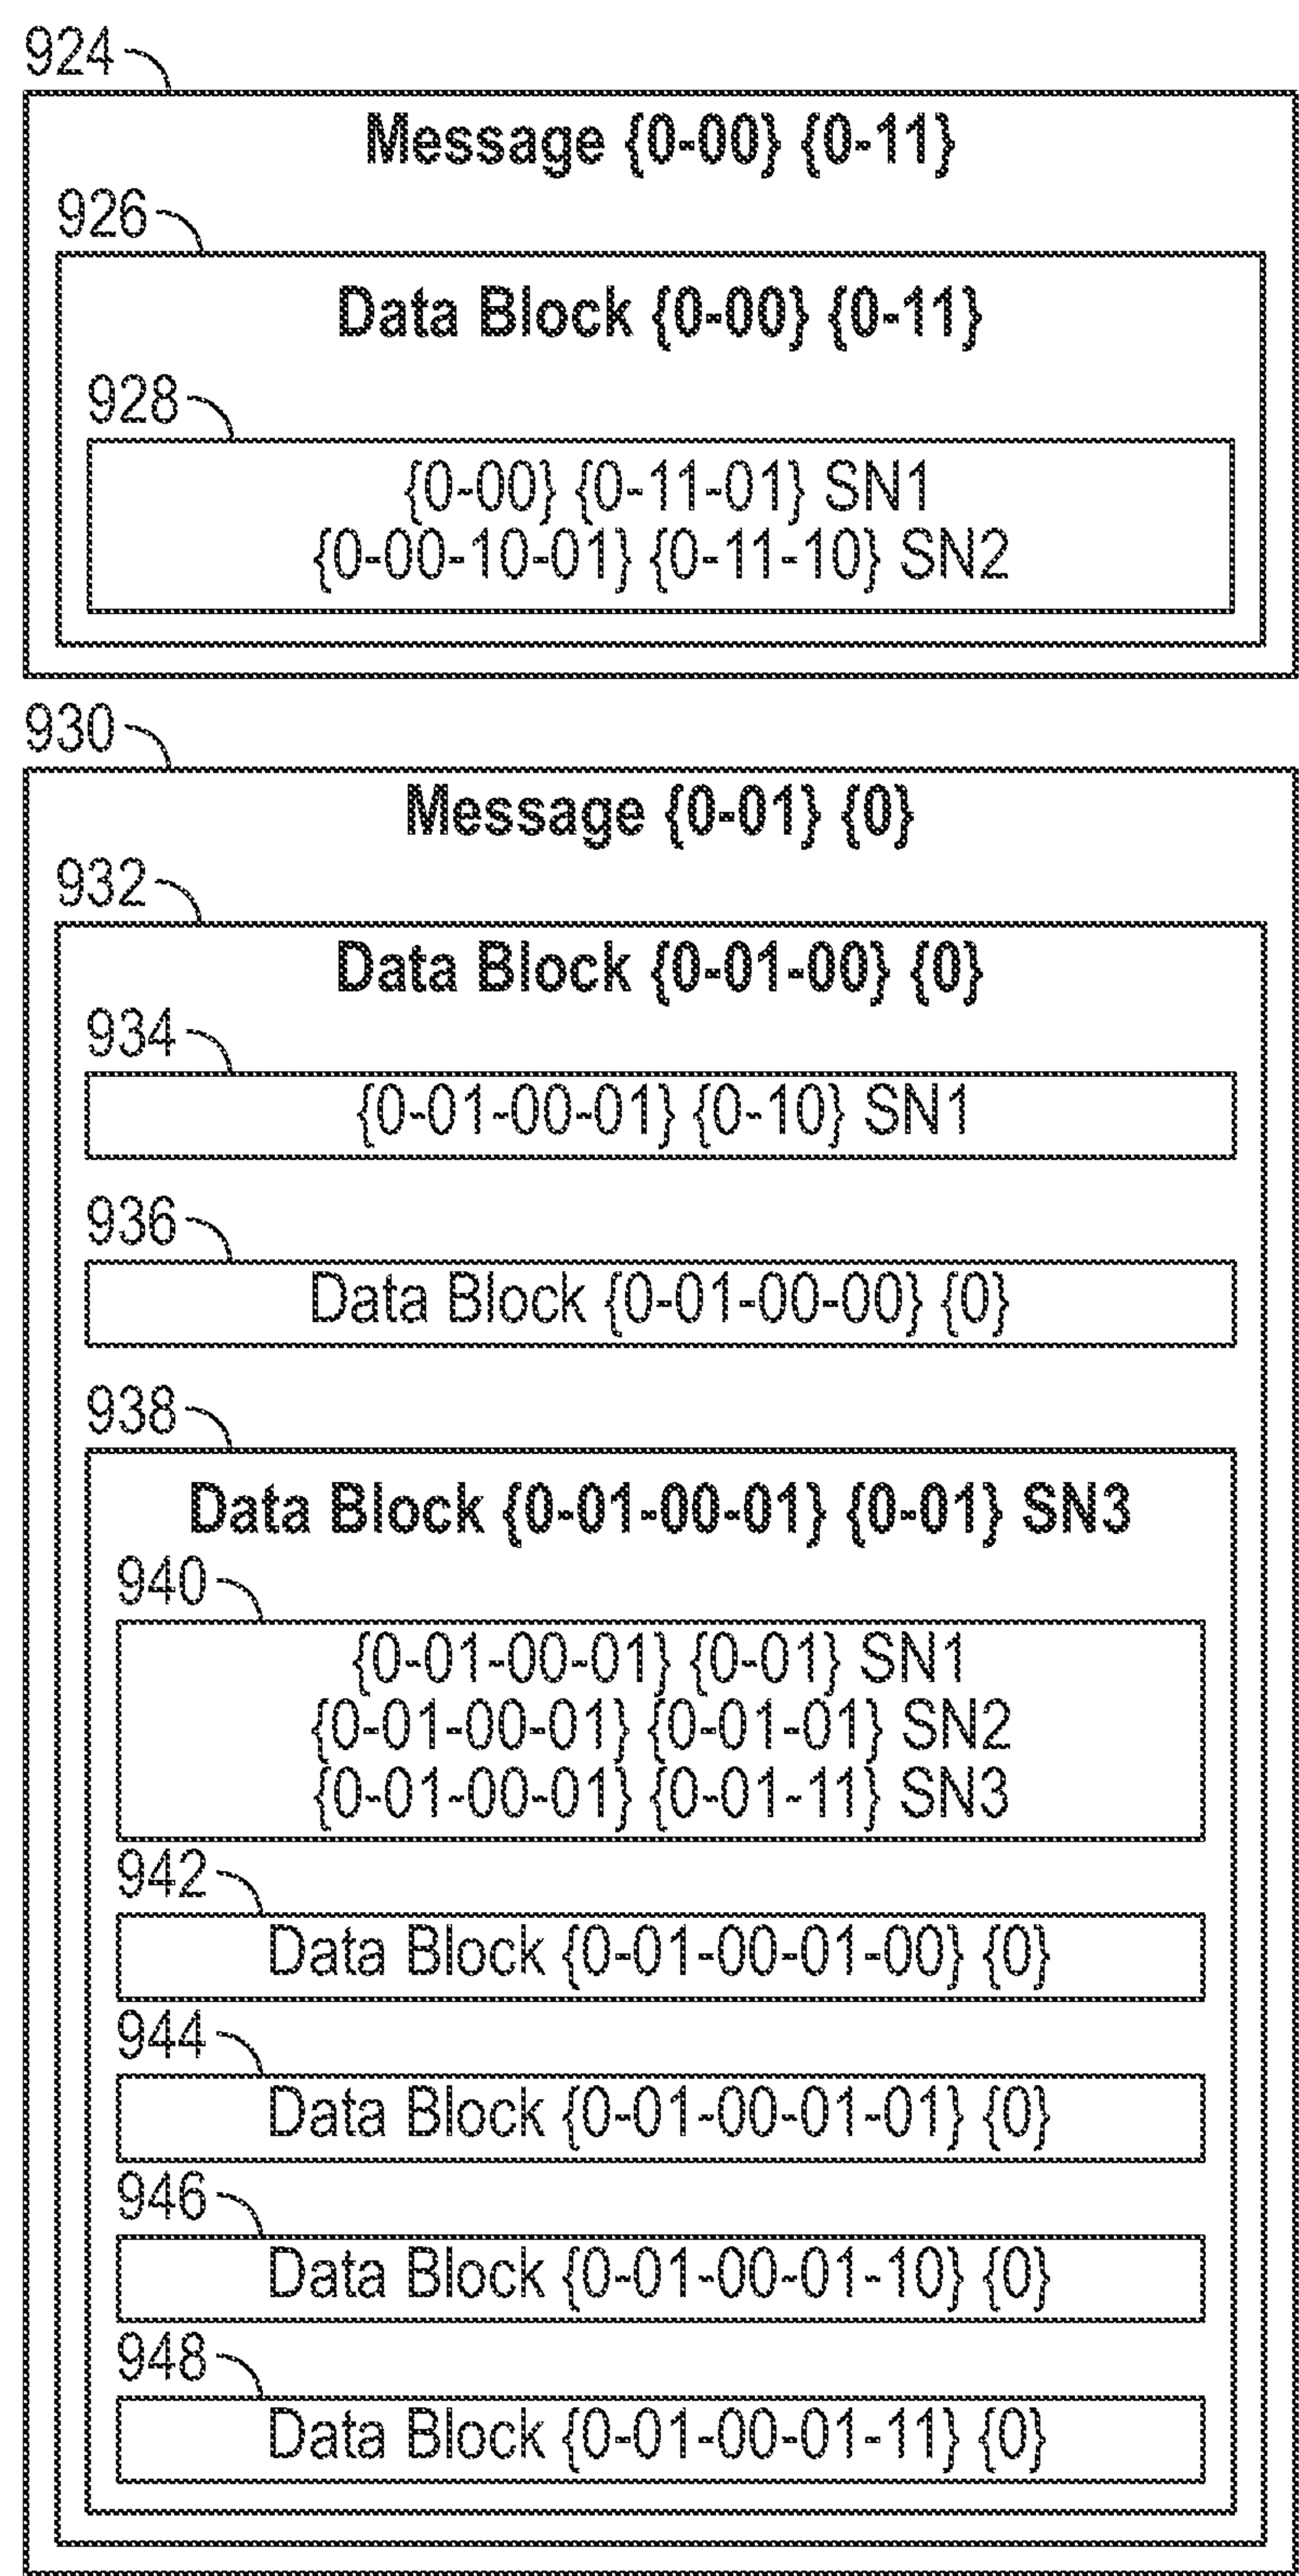 924
Message {0-00} {0-11}
926
Data Block {0-00} {0-11}
928
{0-00} {0-11-01} SN1
{0-00-10-01} {0-11-10} SN2
930
Message {0-01} {0}
932
Data Block {0-01-00} {0}
934
{0-01-00-01} {0-10} SN1
936
Data Block {0-01-00-00} {0}
938
Data Block {0-01-00-01} {0-01} SN3
940
{0-01-00-01} {0-01} SN1
{0-01-00-01} {0-01-01} SN2
{0-01-00-01} {0-01-11} SN3
942
Data Block {0-01-00-01-00} {0}
944
Data Block {0-01-00-01-01} {0}
946
Data Block {0-01-00-01-10} {0}
948
Data Block {0-01-00-01-11} {0}